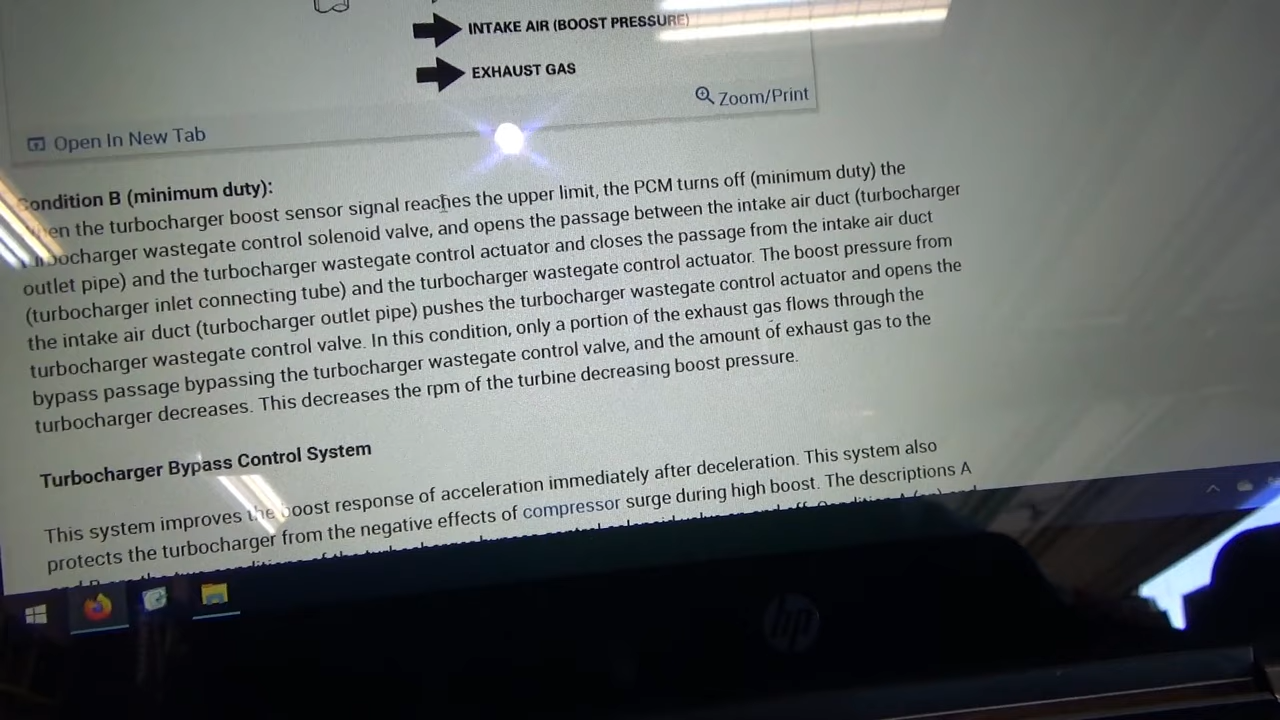 INTAKE AIR (BOOST PRESSURE)
EXHAUST GAS
Zoom/Print
Open In New Tab
Condition B (minimum duty):
When the turbocharger boost sensor signal reaches the upper limit, the PCM turns off (minimum duty) the
turbocharger wastegate control solenoid valve, and opens the passage between the intake air duct (turbocharger
outlet pipe) and the turbocharger wastegate control actuator and closes the passage from the intake air duct
(turbocharger inlet connecting tube) and the turbocharger wastegate control actuator. The boost pressure from
the intake air duct (turbocharger outlet pipe) pushes the turbocharger wastegate control actuator and opens the
turbocharger wastegate control valve. In this condition, only a portion of the exhaust gas flows through the
bypass passage bypassing the turbocharger wastegate control valve, and the amount of exhaust gas to the
turbocharger decreases. This decreases the rpm of the turbine decreasing boost pressure.
Turbocharger Bypass Control System
This system improves the boost response of acceleration immediately after deceleration. This system also
protects the turbocharger from the negative effects of compressor surge during high boost. The descriptions A
hp